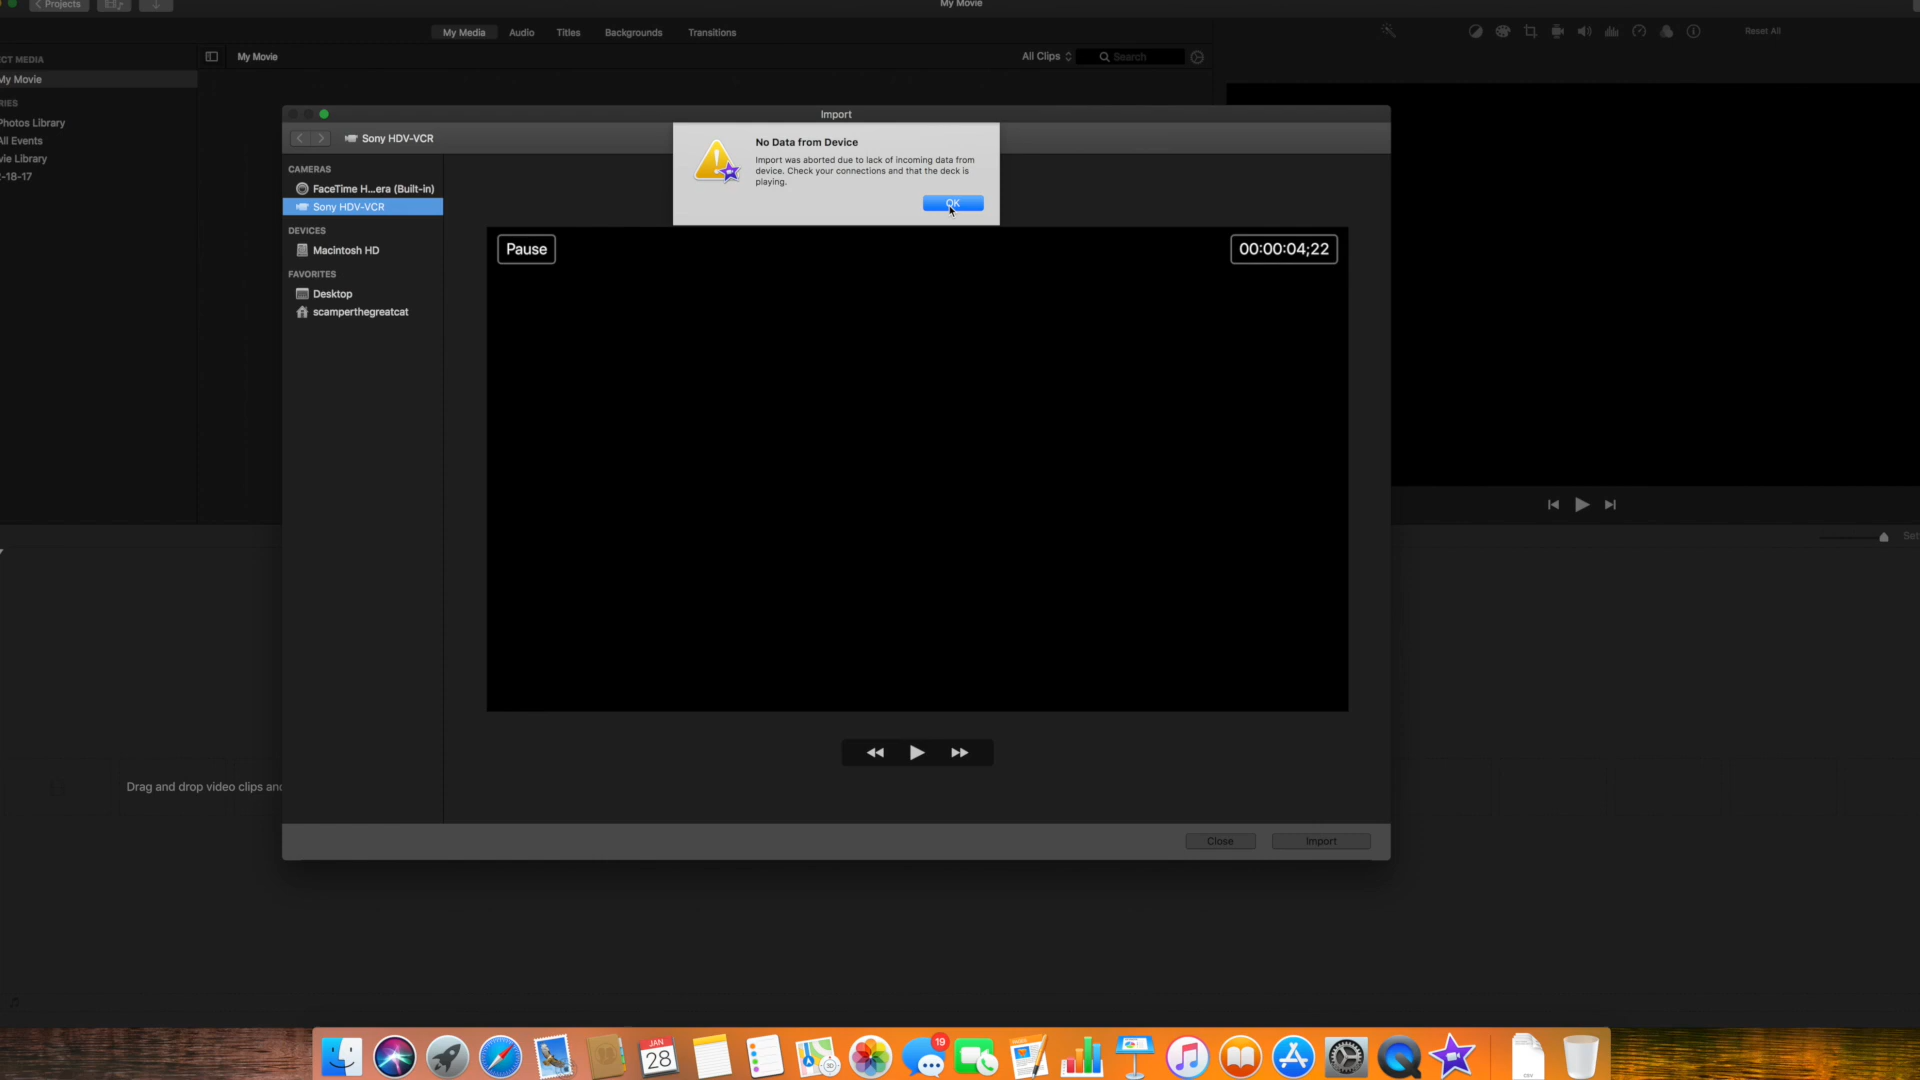 Projects
My Movie
My Media
Audio
Titles
Backgrounds
Transitions
Reset All
CT MEDIA
My Movie
All Clips
Search
My Movie
RIES
Photos Library
All Events
vie Library
-18-17
Import
Sony HDV-VCR
No Data from Device
Import was aborted due to lack of incoming data from
device. Check your connections and that the deck is
playing.
OK
CAMERAS
FaceTime H...era (Built-in)
Sony HDV-VCR
DEVICES
Macintosh HD
FAVORITES
Desktop
scamperthegreatcat
Pause
00:00:04;22
Set
Drag and drop video clips and
Close
Import
JAN
28
19
3D
CSV